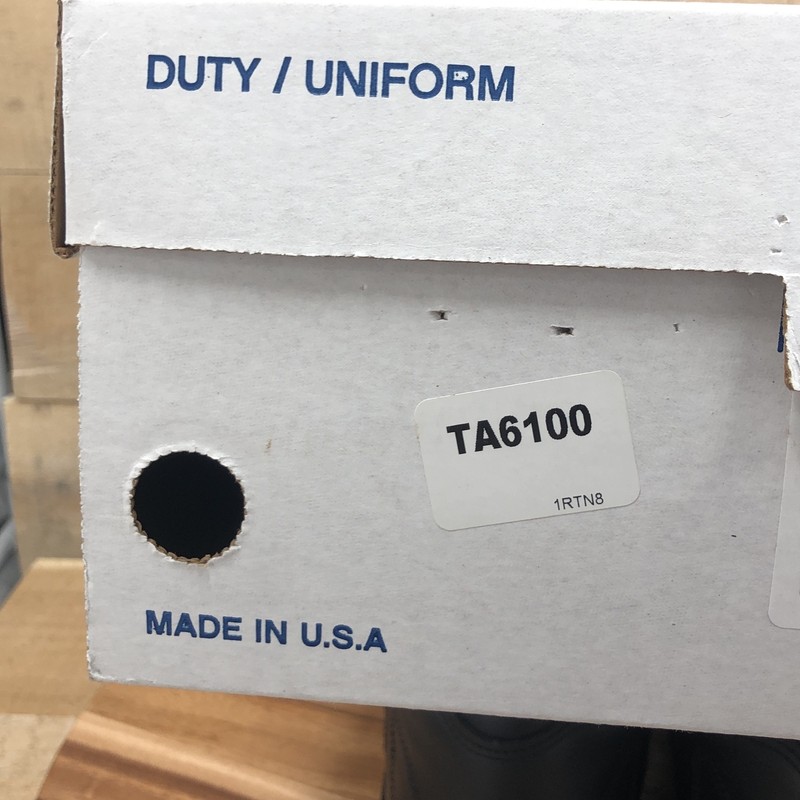 DUTY / UNIFORM
TA6100
1RTN8
MADE IN U.S.A